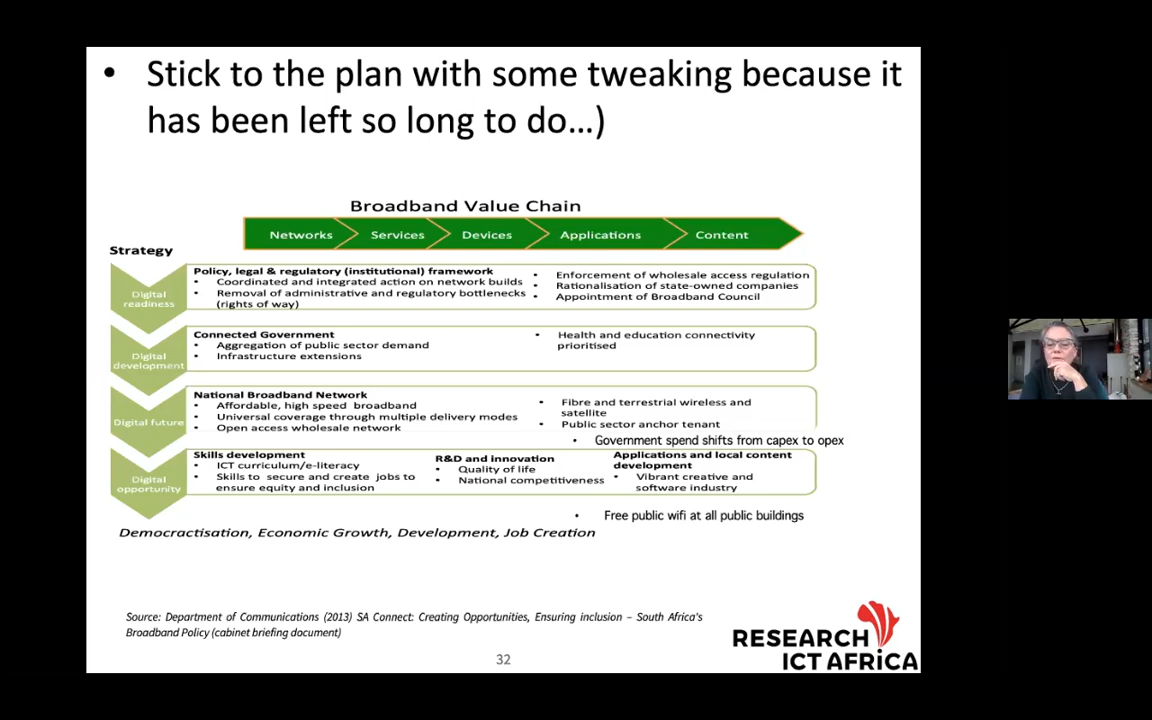 • Stick to the plan with some tweaking because it
has been left so long to do...)
Broadband Value Chain
Networks Services Devices Applications Content
Strategy
Digital
readiness
Policy, legal & regulatory (institutional) framework
• Coordinated and integrated action on network builds
• Removal of administrative and regulatory bottlenecks
(rights of way)
• Enforcement of wholesale access regulation
• Rationalisation of state-owned companies
• Appointment of Broadband Council
Digital
development
Connected Government
• Aggregation of public sector demand
• Infrastructure extensions
• Health and education connectivity
prioritised
Digital future
National Broadband Network
• Affordable, high speed broadband
• Universal coverage through multiple delivery modes
• Open access wholesale network
• Fibre and terrestrial wireless and
satellite
• Public sector anchor tenant
• Government spend shifts from capex to opex
Digital
opportunity
Skills development
• ICT curriculum/e-literacy
• Skills to secure and create jobs to
ensure equity and inclusion
R&D and innovation
• Quality of life
• National competitiveness
Applications and local content
development
• Vibrant creative and
software industry
• Free public wifi at all public buildings
Democractisation, Economic Growth, Development, Job Creation
Source: Department of Communications (2013) SA Connect: Creating Opportunities, Ensuring inclusion – South Africa's
Broadband Policy (cabinet briefing document)
32
RESEARCH
ICT AFRICA